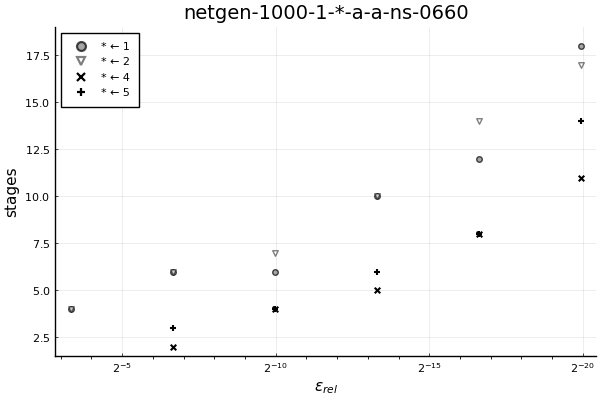 netgen-1000-1-*-a-a-ns-0660
* ← 1
* ← 2
* ← 4
* ← 5
stages
17.5
15.0
12.5
10.0
7.5
5.0
2.5
2⁻⁵
2⁻¹⁰
2⁻¹⁵
2⁻²⁰
ε_rel